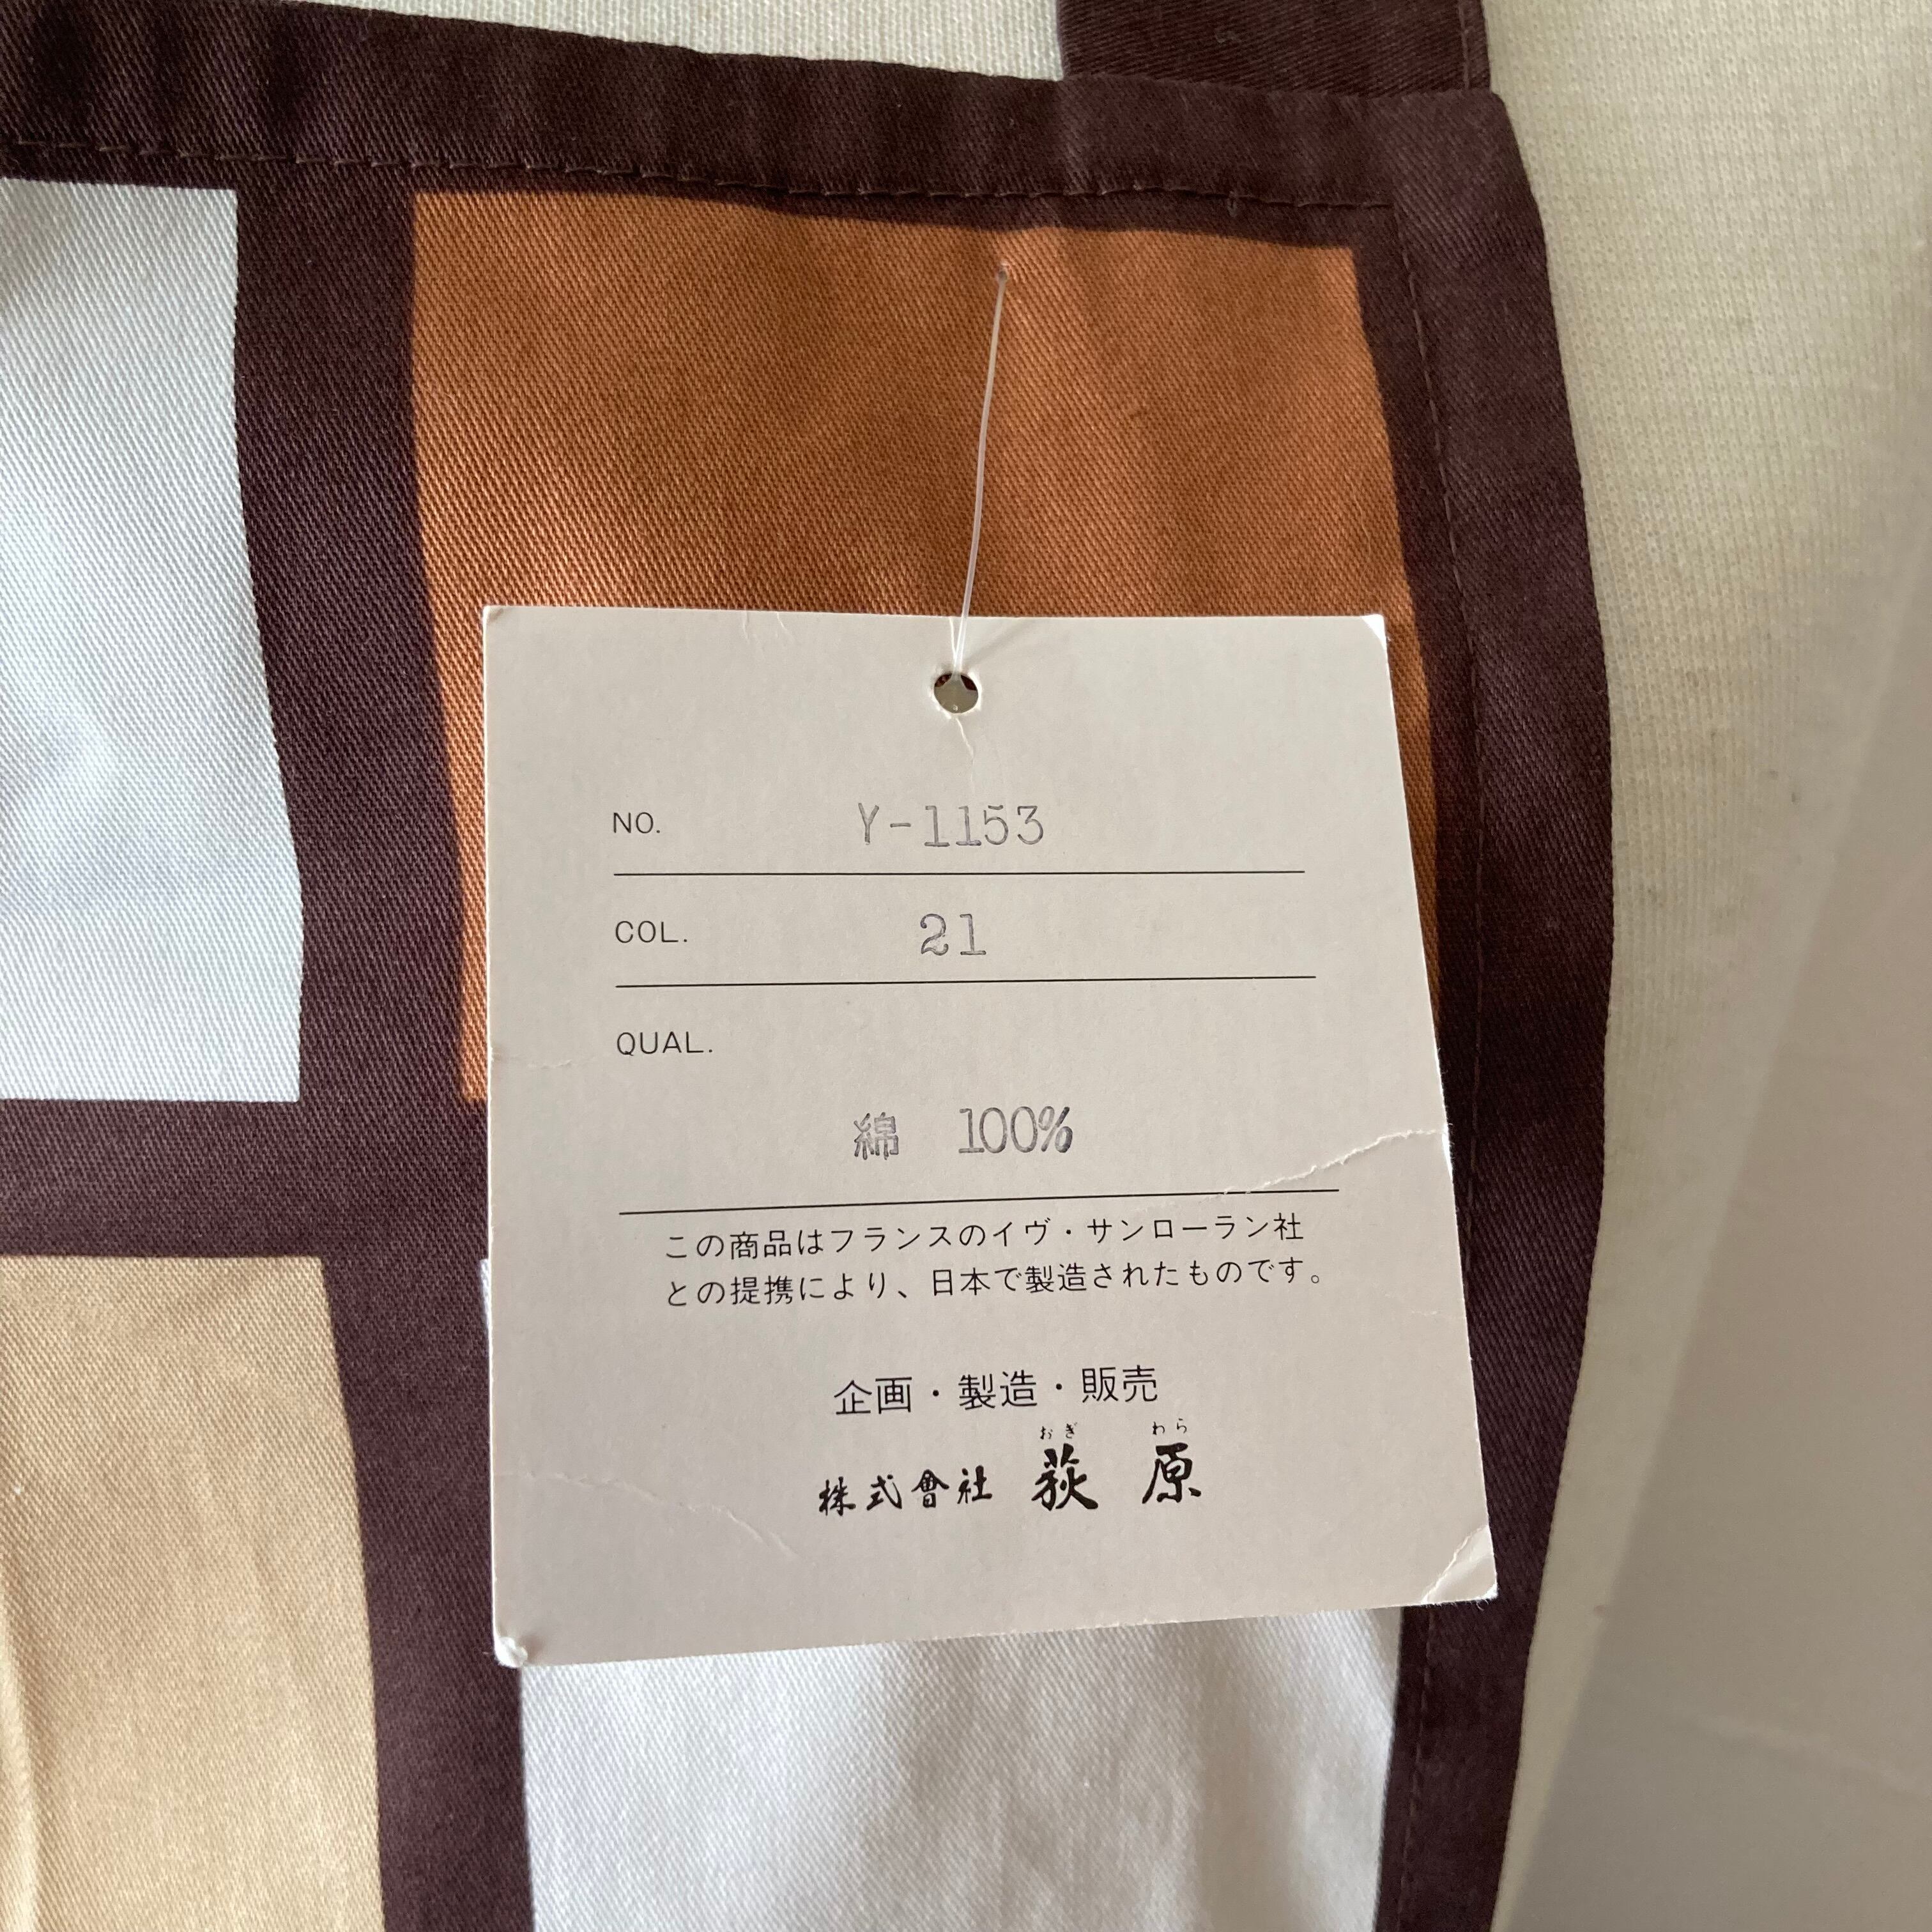 NO. Y-1153
COL. 21
QUAL.
綿 100%
この商品はフランスのイヴ・サンローラン社
との提携により、日本で製造されたものです。
企画・製造・販売
おぎ わら
株式會社 荻原